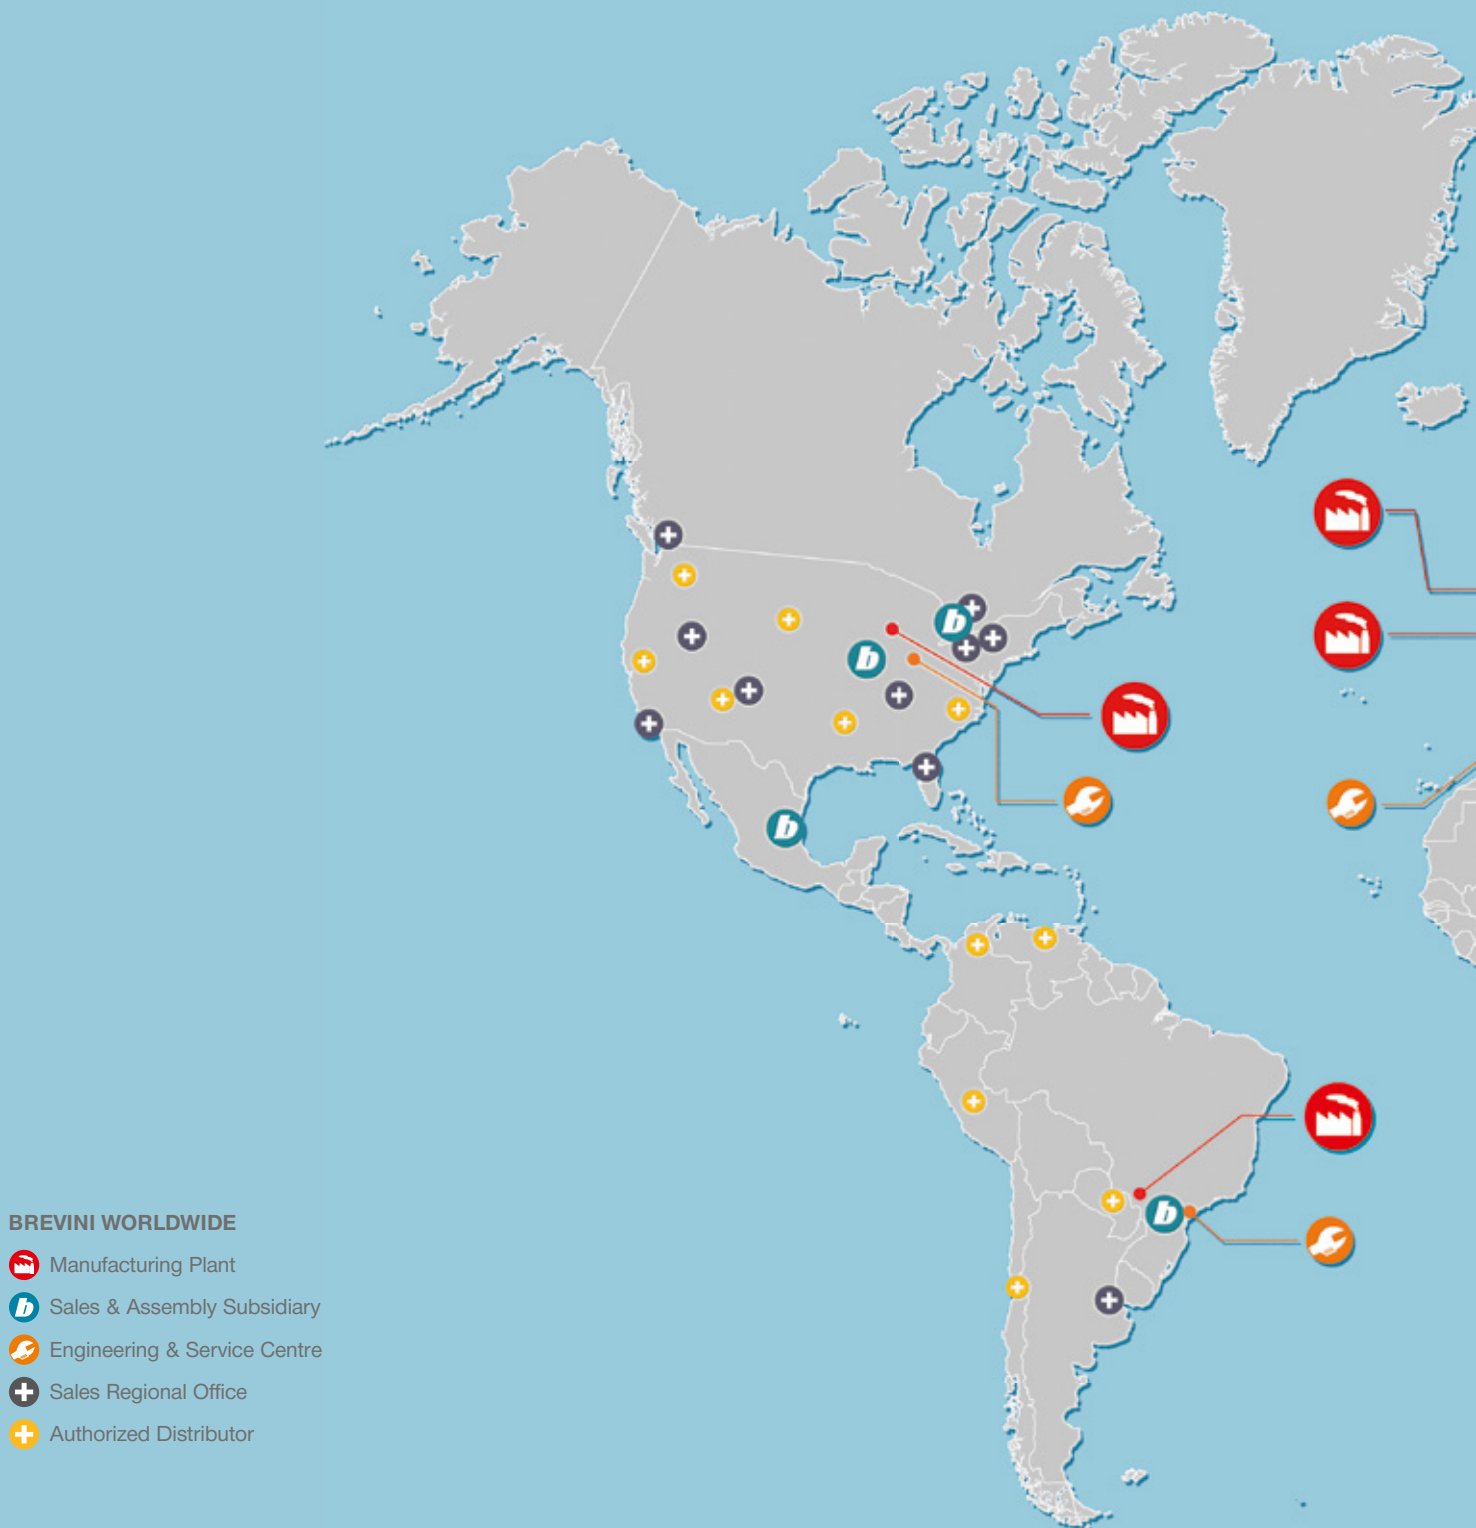 BREVINI WORLDWIDE
Manufacturing Plant
b Sales & Assembly Subsidiary
Engineering & Service Centre
Sales Regional Office
Authorized Distributor
b
b
b
b